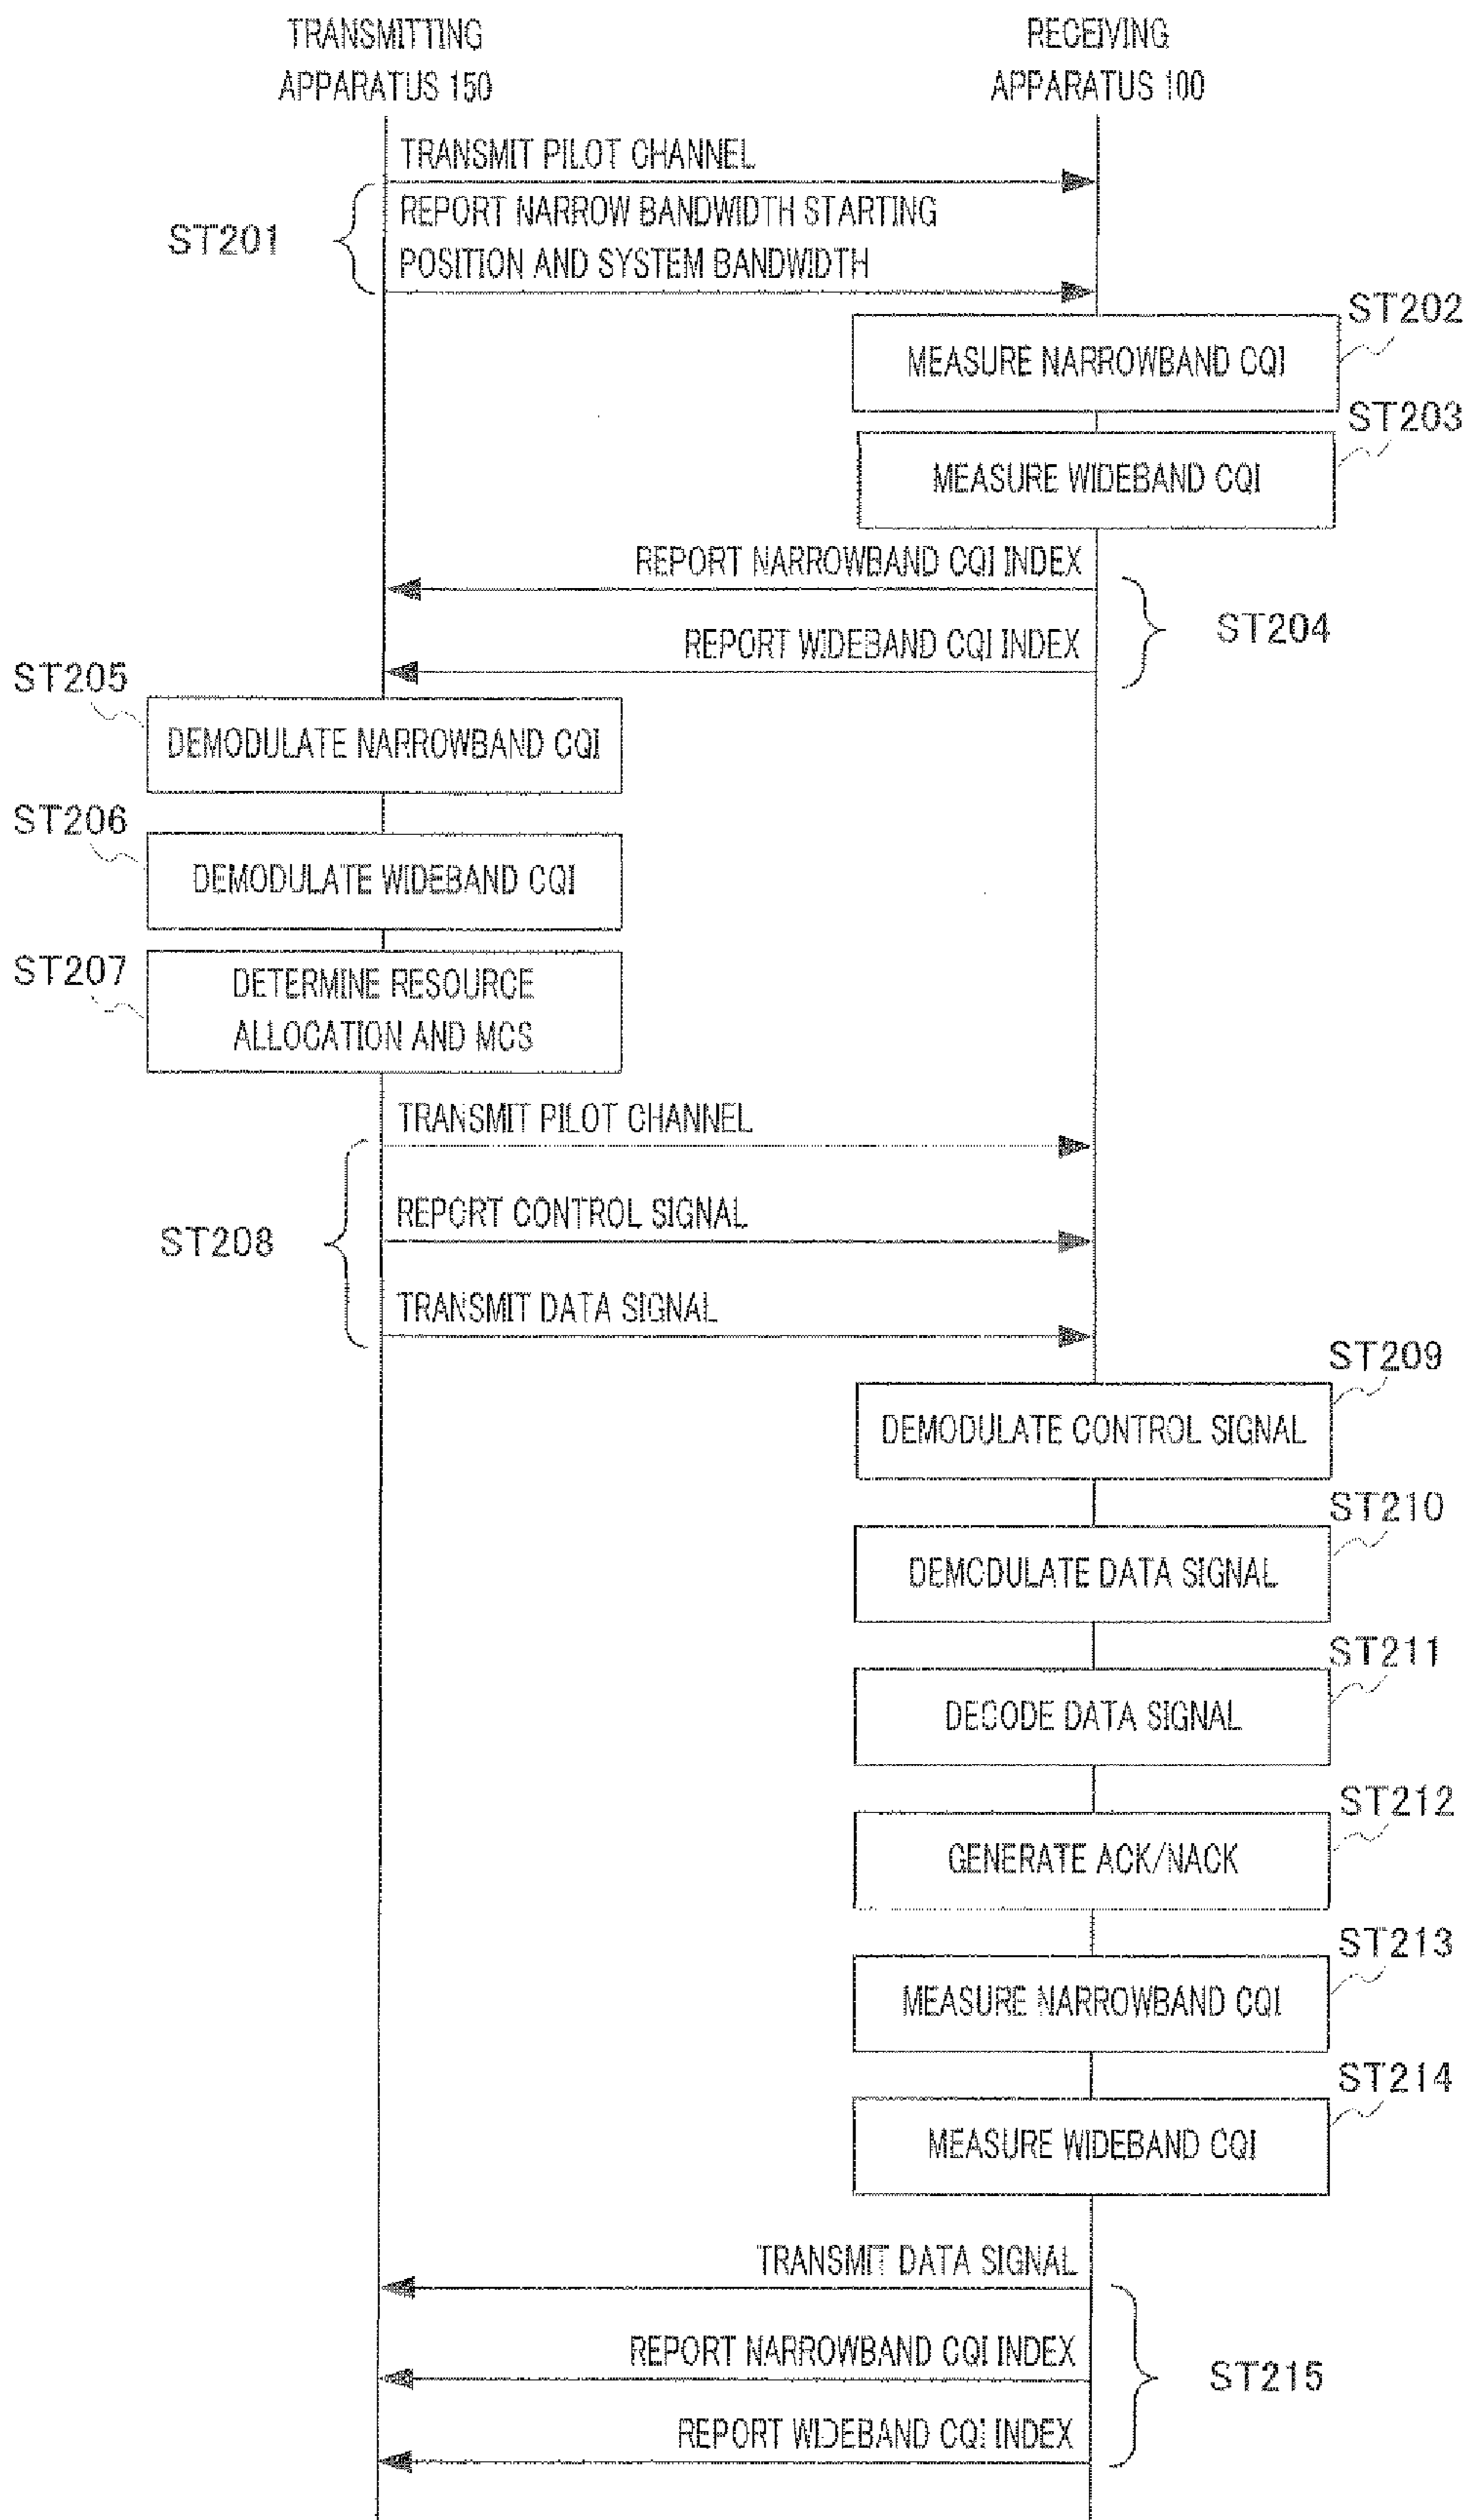 TRANSMITTING
APPARATUS 150
RECEIVING
APPARATUS 100
TRANSMIT PILOT CHANNEL
ST201
REPORT NARROW BANDWIDTH STARTING
POSITION AND SYSTEM BANDWIDTH
ST202
MEASURE NARROWBAND CQI
ST203
MEASURE WIDEBAND CQI
REPORT NARROWBAND CQI INDEX
ST204
REPORT WIDEBAND CQI INDEX
ST205
DEMODULATE NARROWBAND CQI
ST206
DEMODULATE WIDEBAND CQI
ST207
DETERMINE RESOURCE
ALLOCATION AND MCS
TRANSMIT PILOT CHANNEL
ST208
REPORT CONTROL SIGNAL
TRANSMIT DATA SIGNAL
ST209
DEMODULATE CONTROL SIGNAL
ST210
DEMODULATE DATA SIGNAL
ST211
DECODE DATA SIGNAL
ST212
GENERATE ACK/NACK
ST213
MEASURE NARROWBAND CQI
ST214
MEASURE WIDEBAND CQI
TRANSMIT DATA SIGNAL
REPORT NARROWBAND CQI INDEX
ST215
REPORT WIDEBAND CQI INDEX